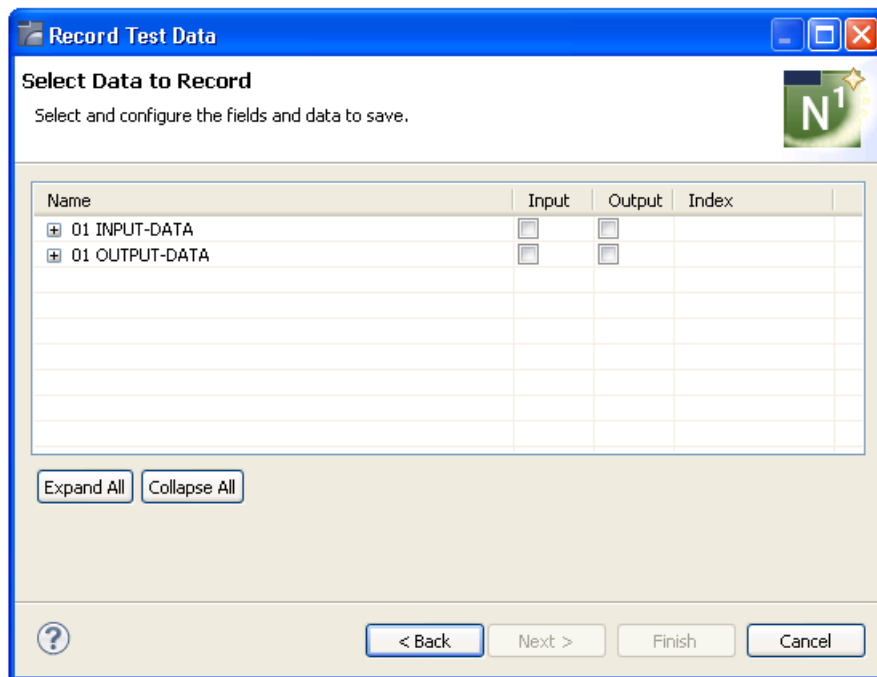 Record Test Data
Select Data to Record
Select and configure the fields and data to save.
N1
Name Input Output Index
01 INPUT-DATA
01 OUTPUT-DATA
Expand All Collapse All
? < Back Next > Finish Cancel